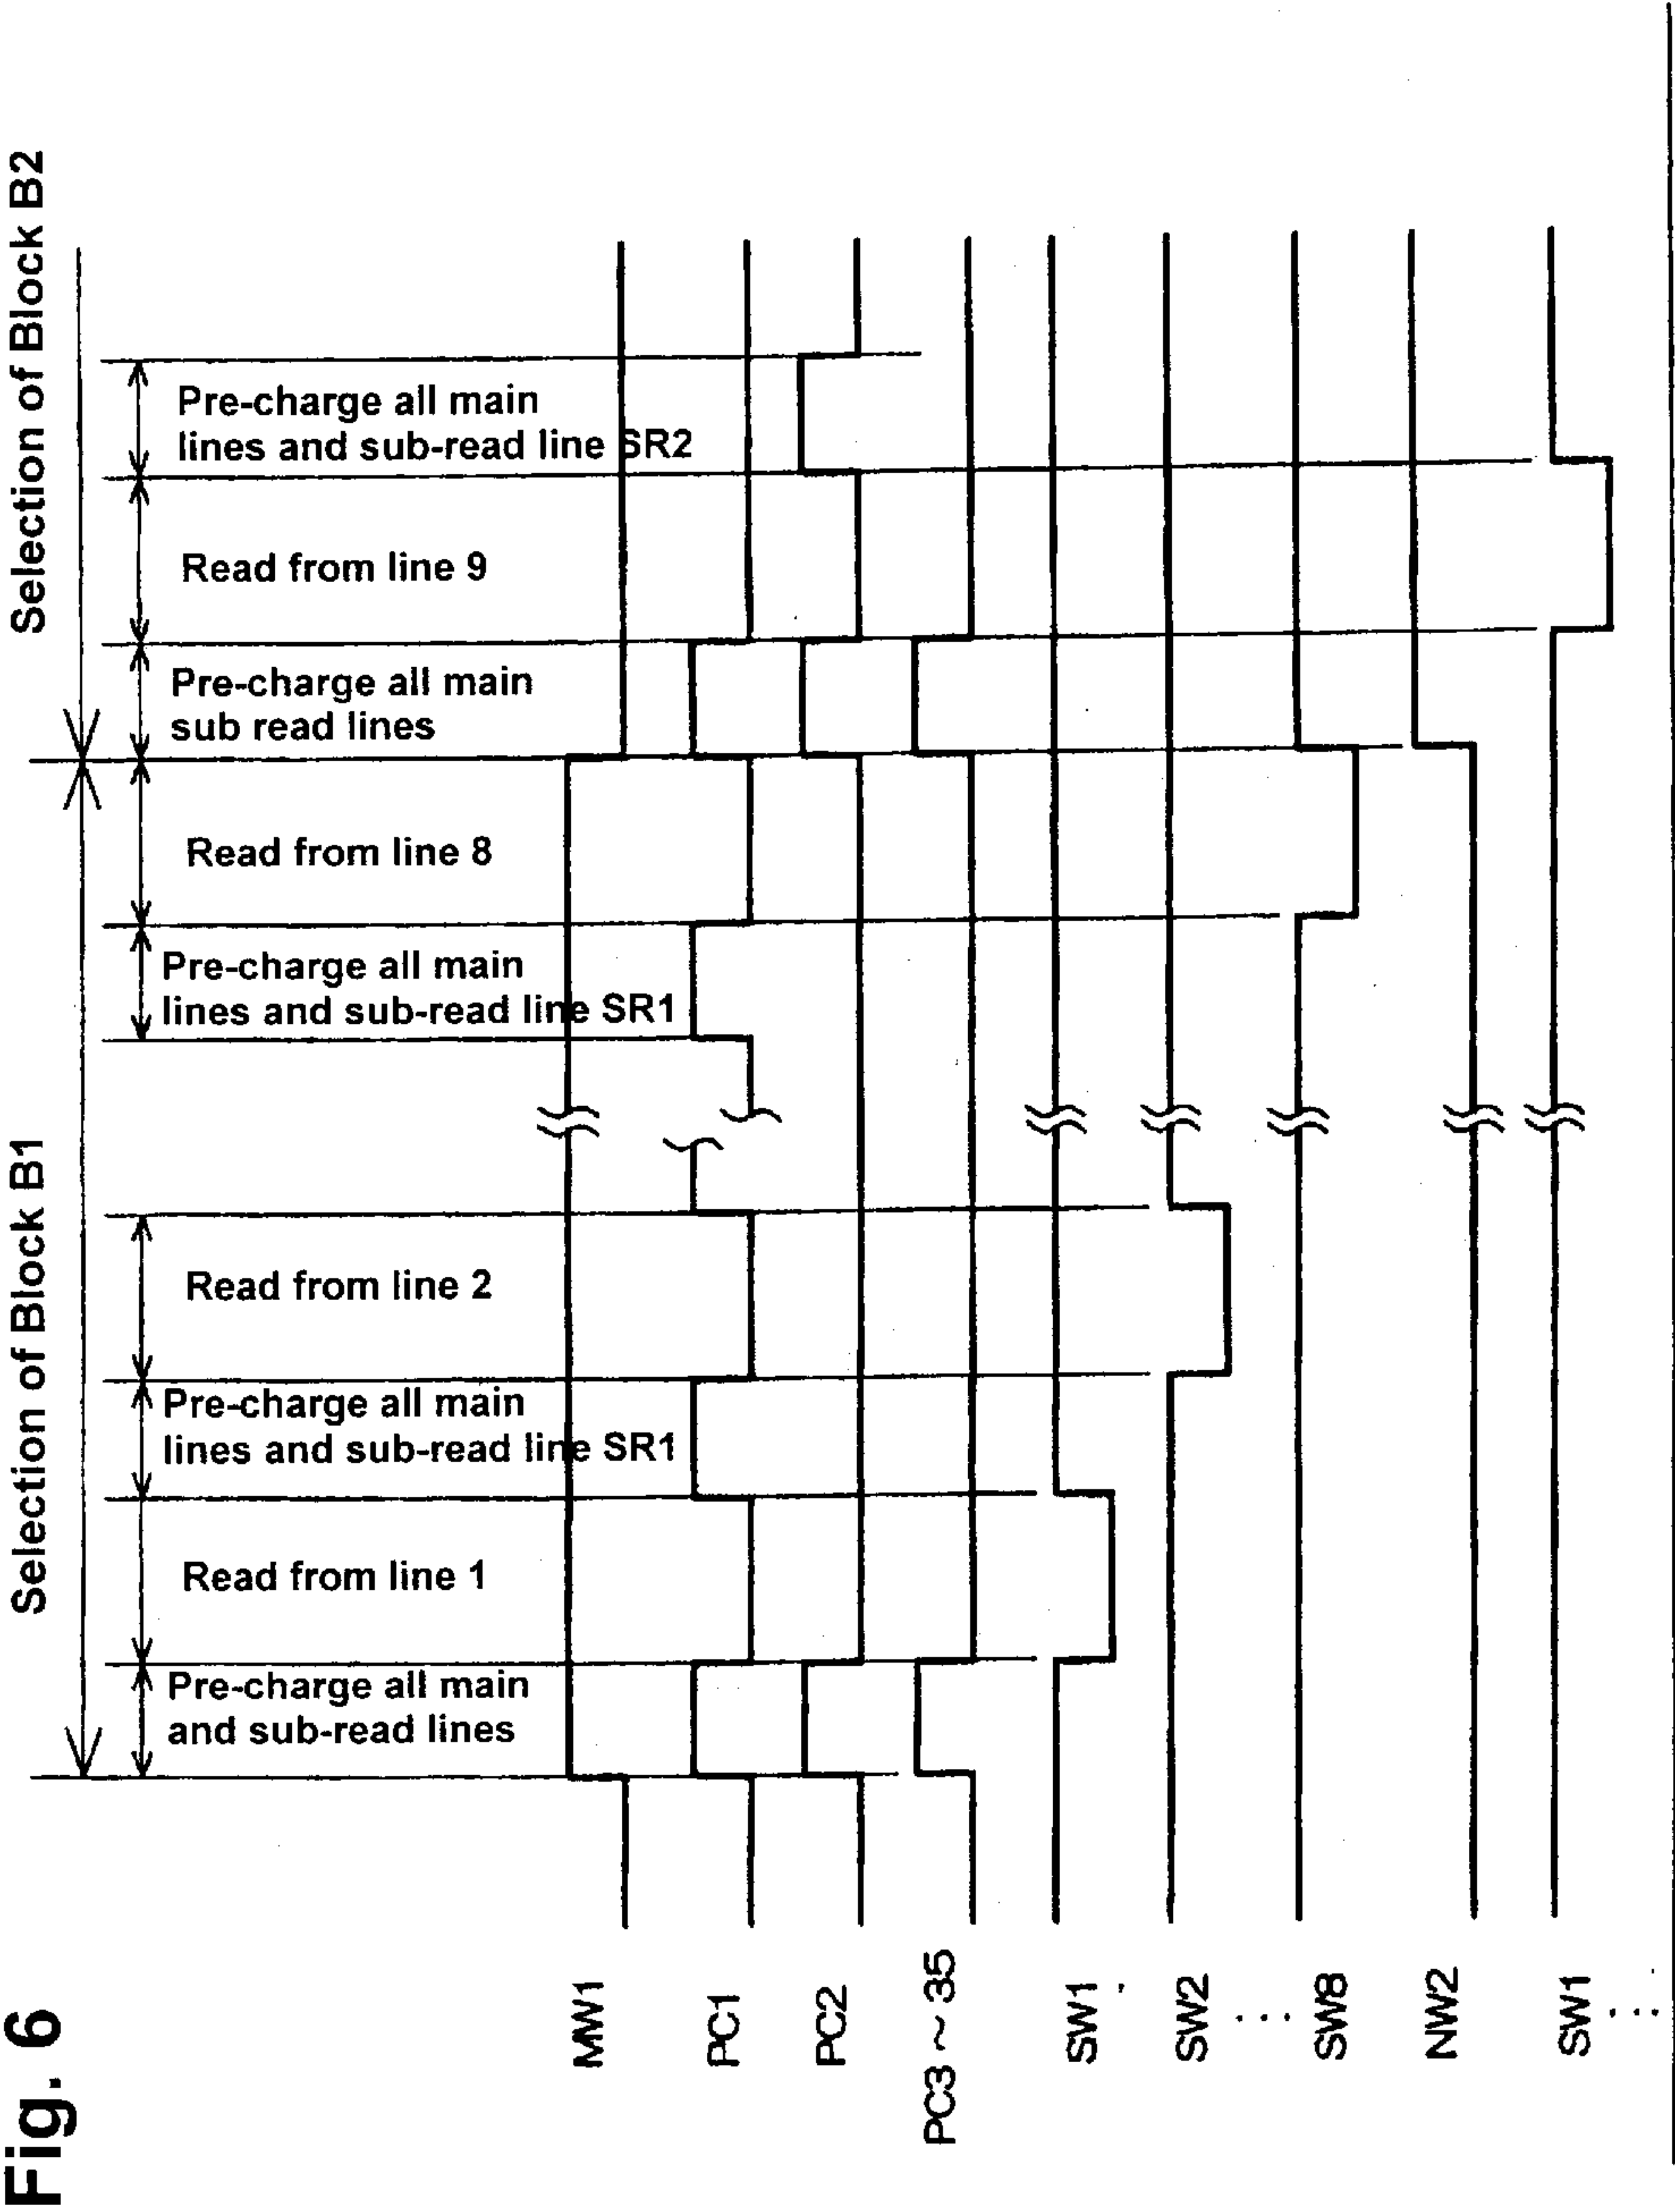 Fig. 6
Selection of Block B1
Selection of Block B2
Pre-charge all main
and sub-read lines
Read from line 1
Pre-charge all main
lines and sub-read line SR1
Read from line 2
Pre-charge all main
lines and sub-read line SR1
Read from line 8
Pre-charge all main
sub read lines
Read from line 9
Pre-charge all main
lines and sub-read line SR2
MW1
PC1
PC2
PC3 ~ 35
SW1
SW2
SW8
NW2
SW1